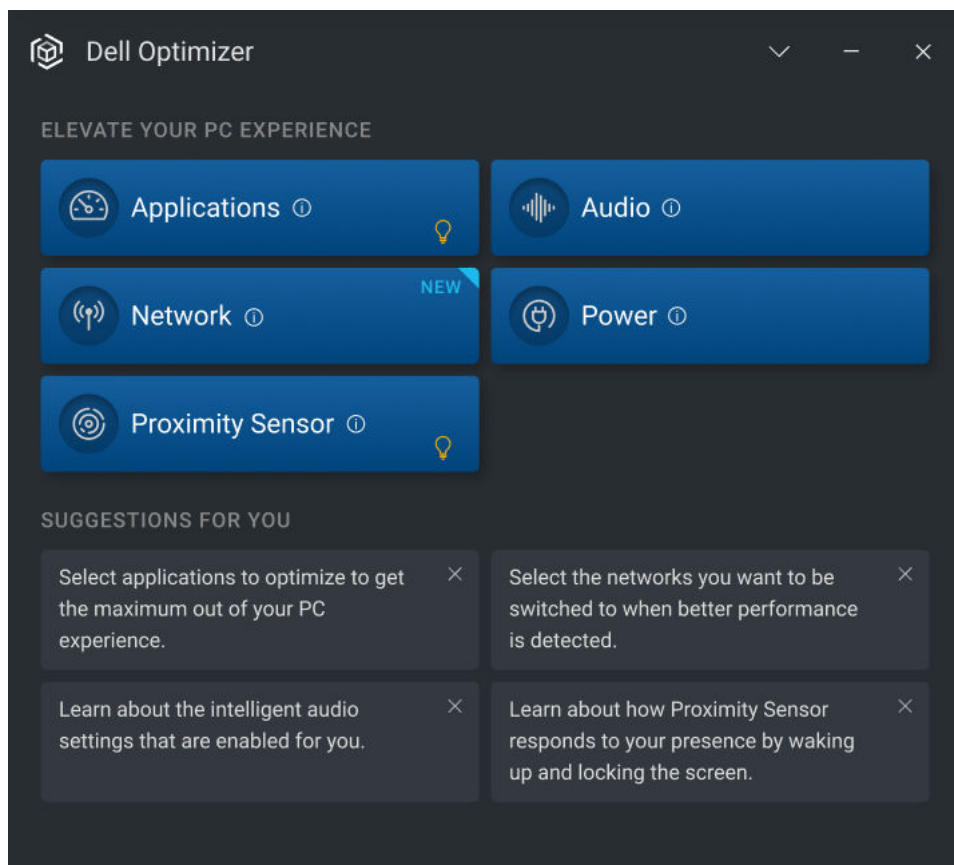 Dell Optimizer
ELEVATE YOUR PC EXPERIENCE
Applications
Audio
Network
NEW
Power
Proximity Sensor
SUGGESTIONS FOR YOU
Select applications to optimize to get
the maximum out of your PC
experience.
Select the networks you want to be
switched to when better performance
is detected.
Learn about the intelligent audio
settings that are enabled for you.
Learn about how Proximity Sensor
responds to your presence by waking
up and locking the screen.